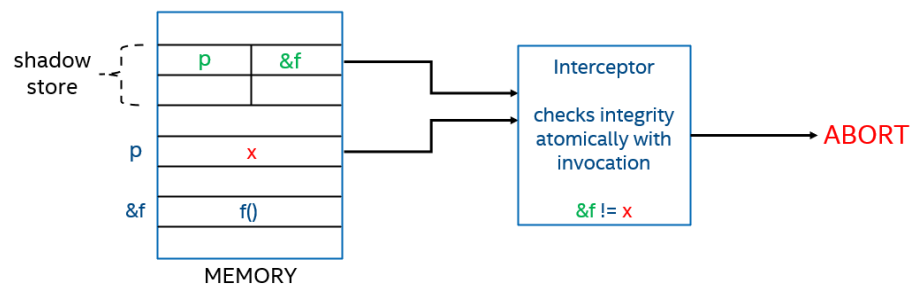 shadow
store
p &f
p x
&f f()
MEMORY
Interceptor
checks integrity
atomically with
invocation
&f != x
ABORT